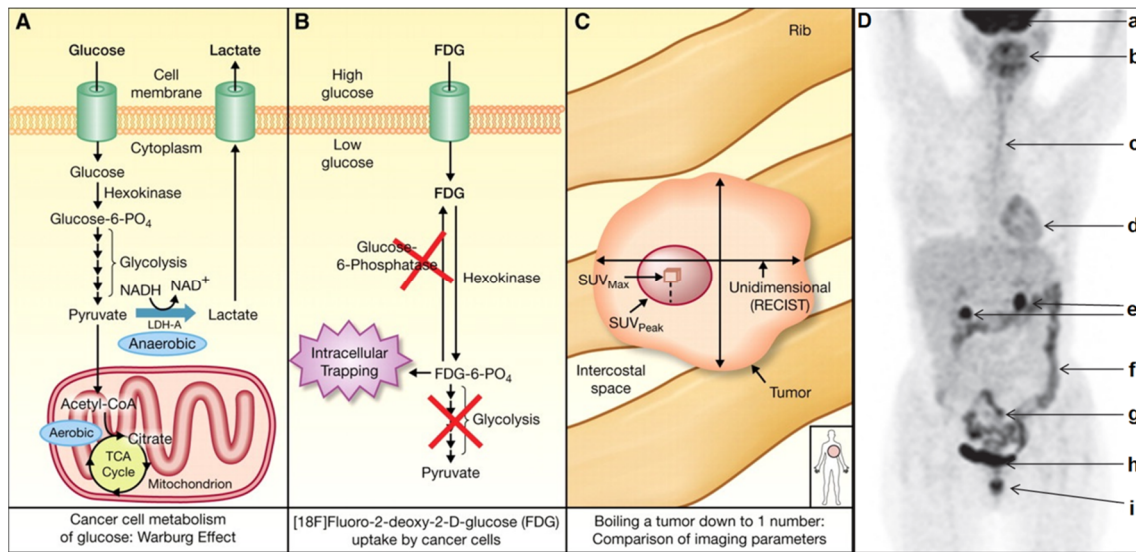 A
Glucose
Lactate
Cell
membrane
Cytoplasm
Glucose
Hexokinase
Glucose-6-PO4
Glycolysis
NADH
NAD+
Pyruvate
LDH-A
Lactate
Anaerobic
Acetyl-CoA
Aerobic
Citrate
TCA
Cycle
Mitochondrion
Cancer cell metabolism
of glucose: Warburg Effect
B
FDG
High
glucose
Low
glucose
FDG
Glucose-
6-Phosphatase
Hexokinase
Intracellular
Trapping
FDG-6-PO4
Glycolysis
Pyruvate
[18F]Fluoro-2-deoxy-2-D-glucose (FDG)
uptake by cancer cells
C
Rib
SUVMax
SUVPeak
Unidimensional
(RECIST)
Intercostal
space
Tumor
Boiling a tumor down to 1 number:
Comparison of imaging parameters
D
a
b
c
d
e
f
g
h
i